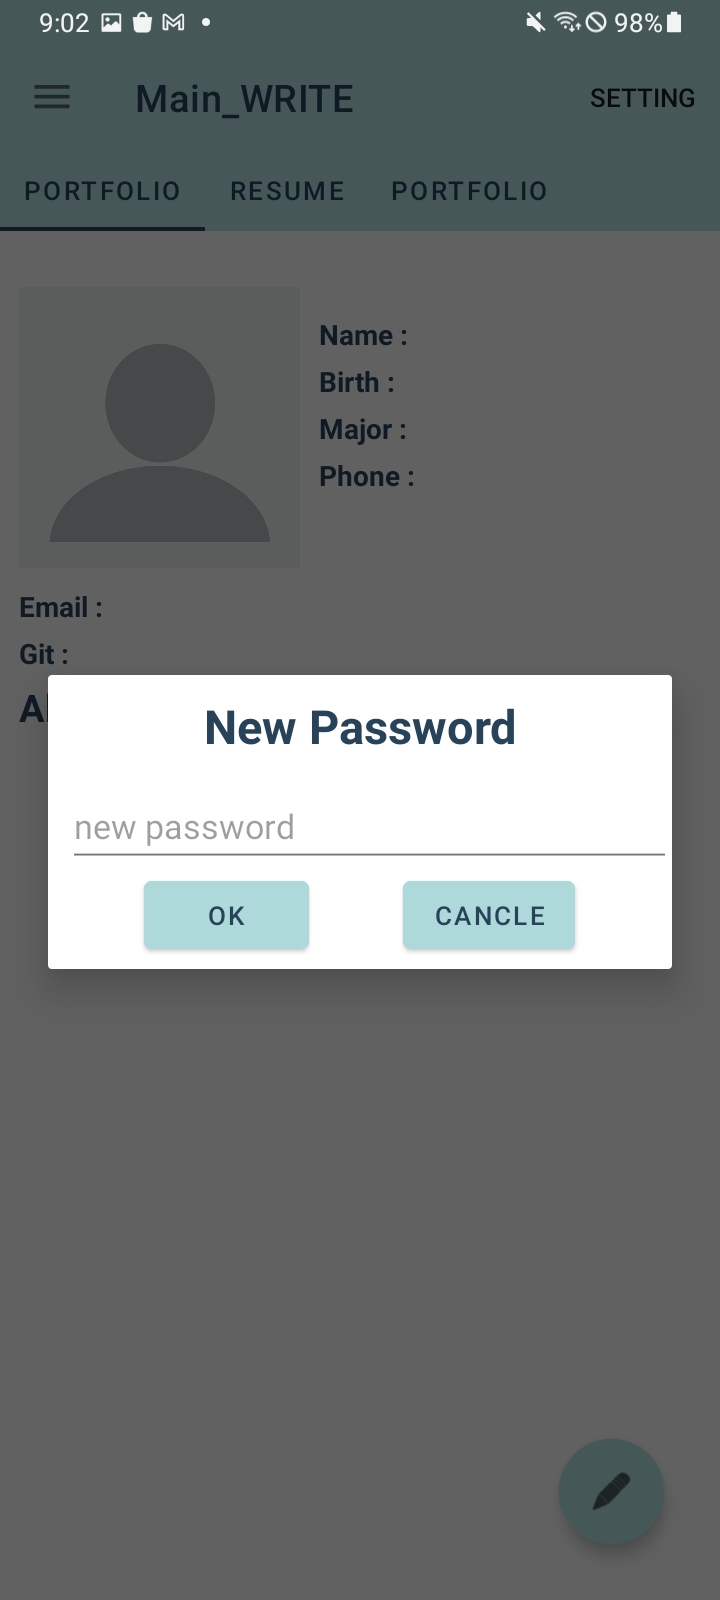 9:02 98%
Main_WRITE SETTING
PORTFOLIO RESUME PORTFOLIO
Name :
Birth :
Major :
Phone :
Email :
Git :
New Password
new password
OK CANCLE